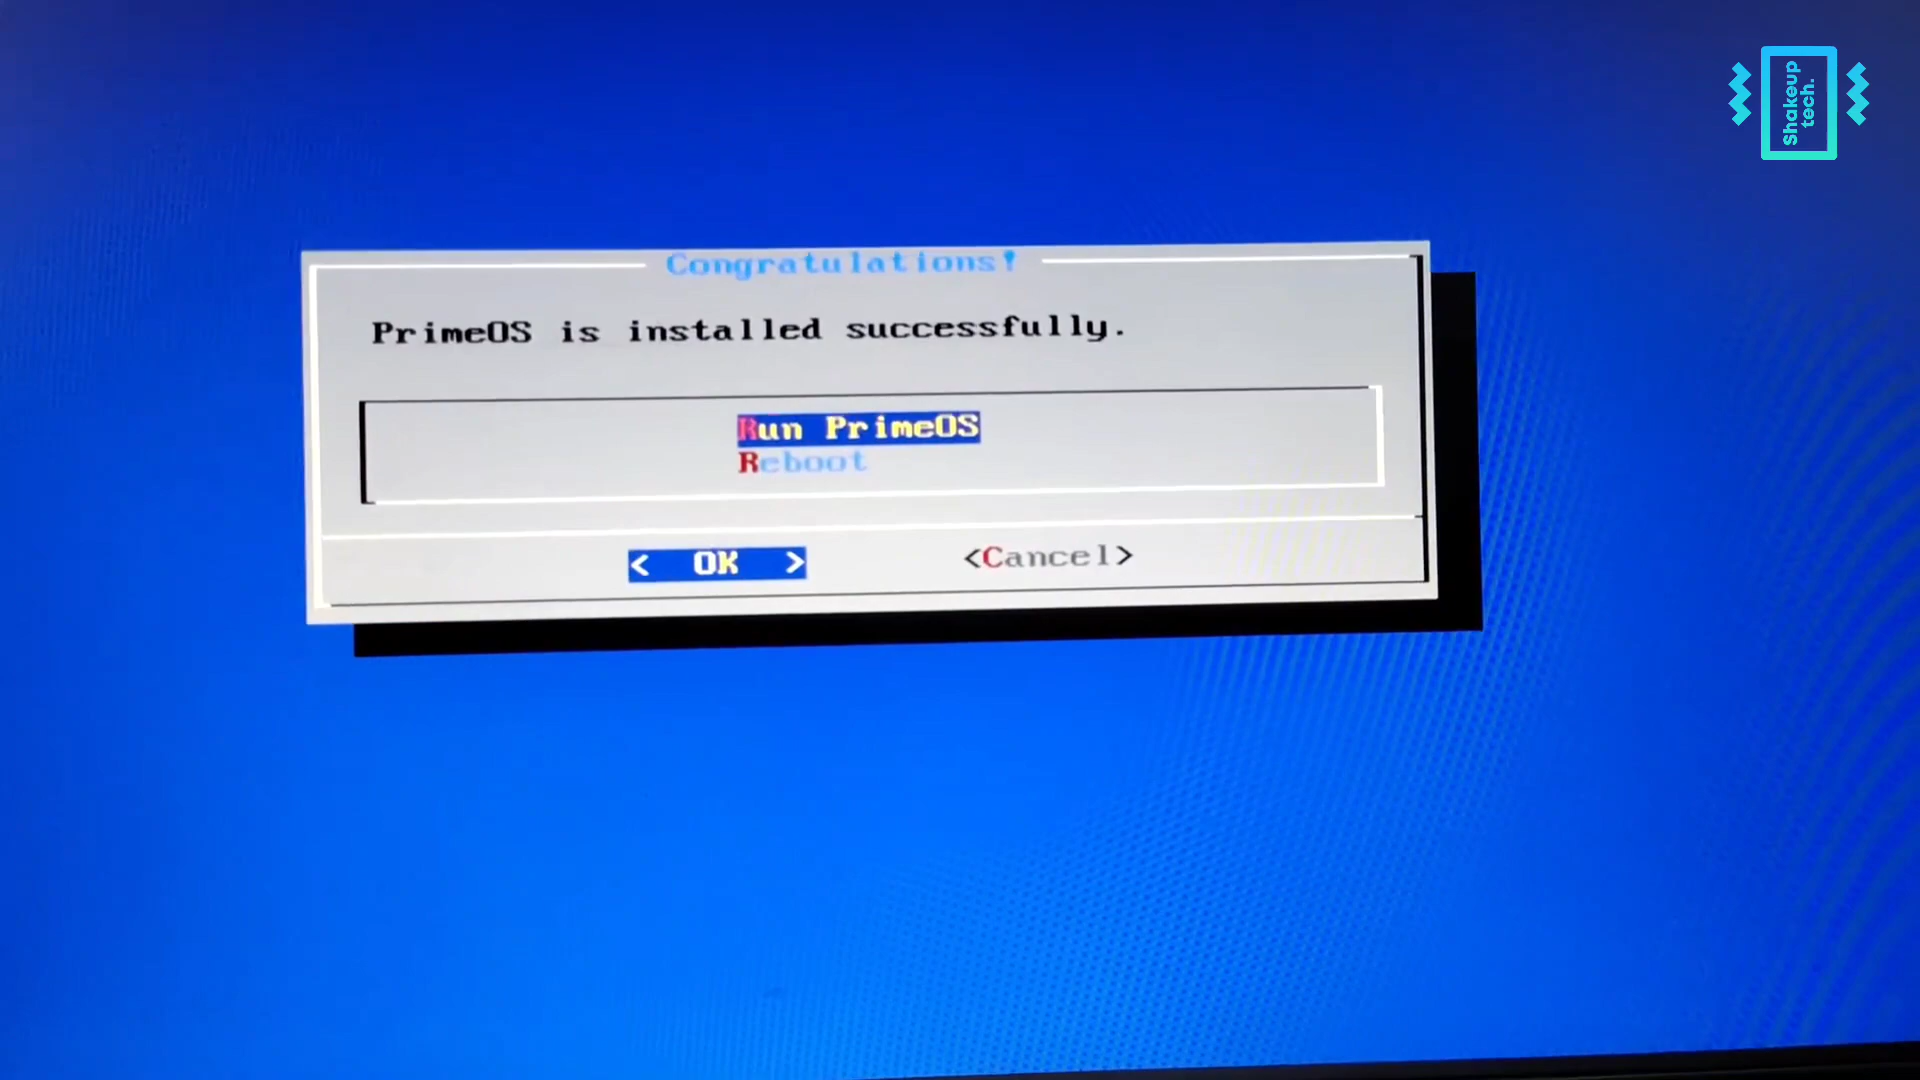 Shakeup
tech.
Congratulations!
PrimeOS is installed successfully.
Run PrimeOS
Reboot
< OK > <Cancel>